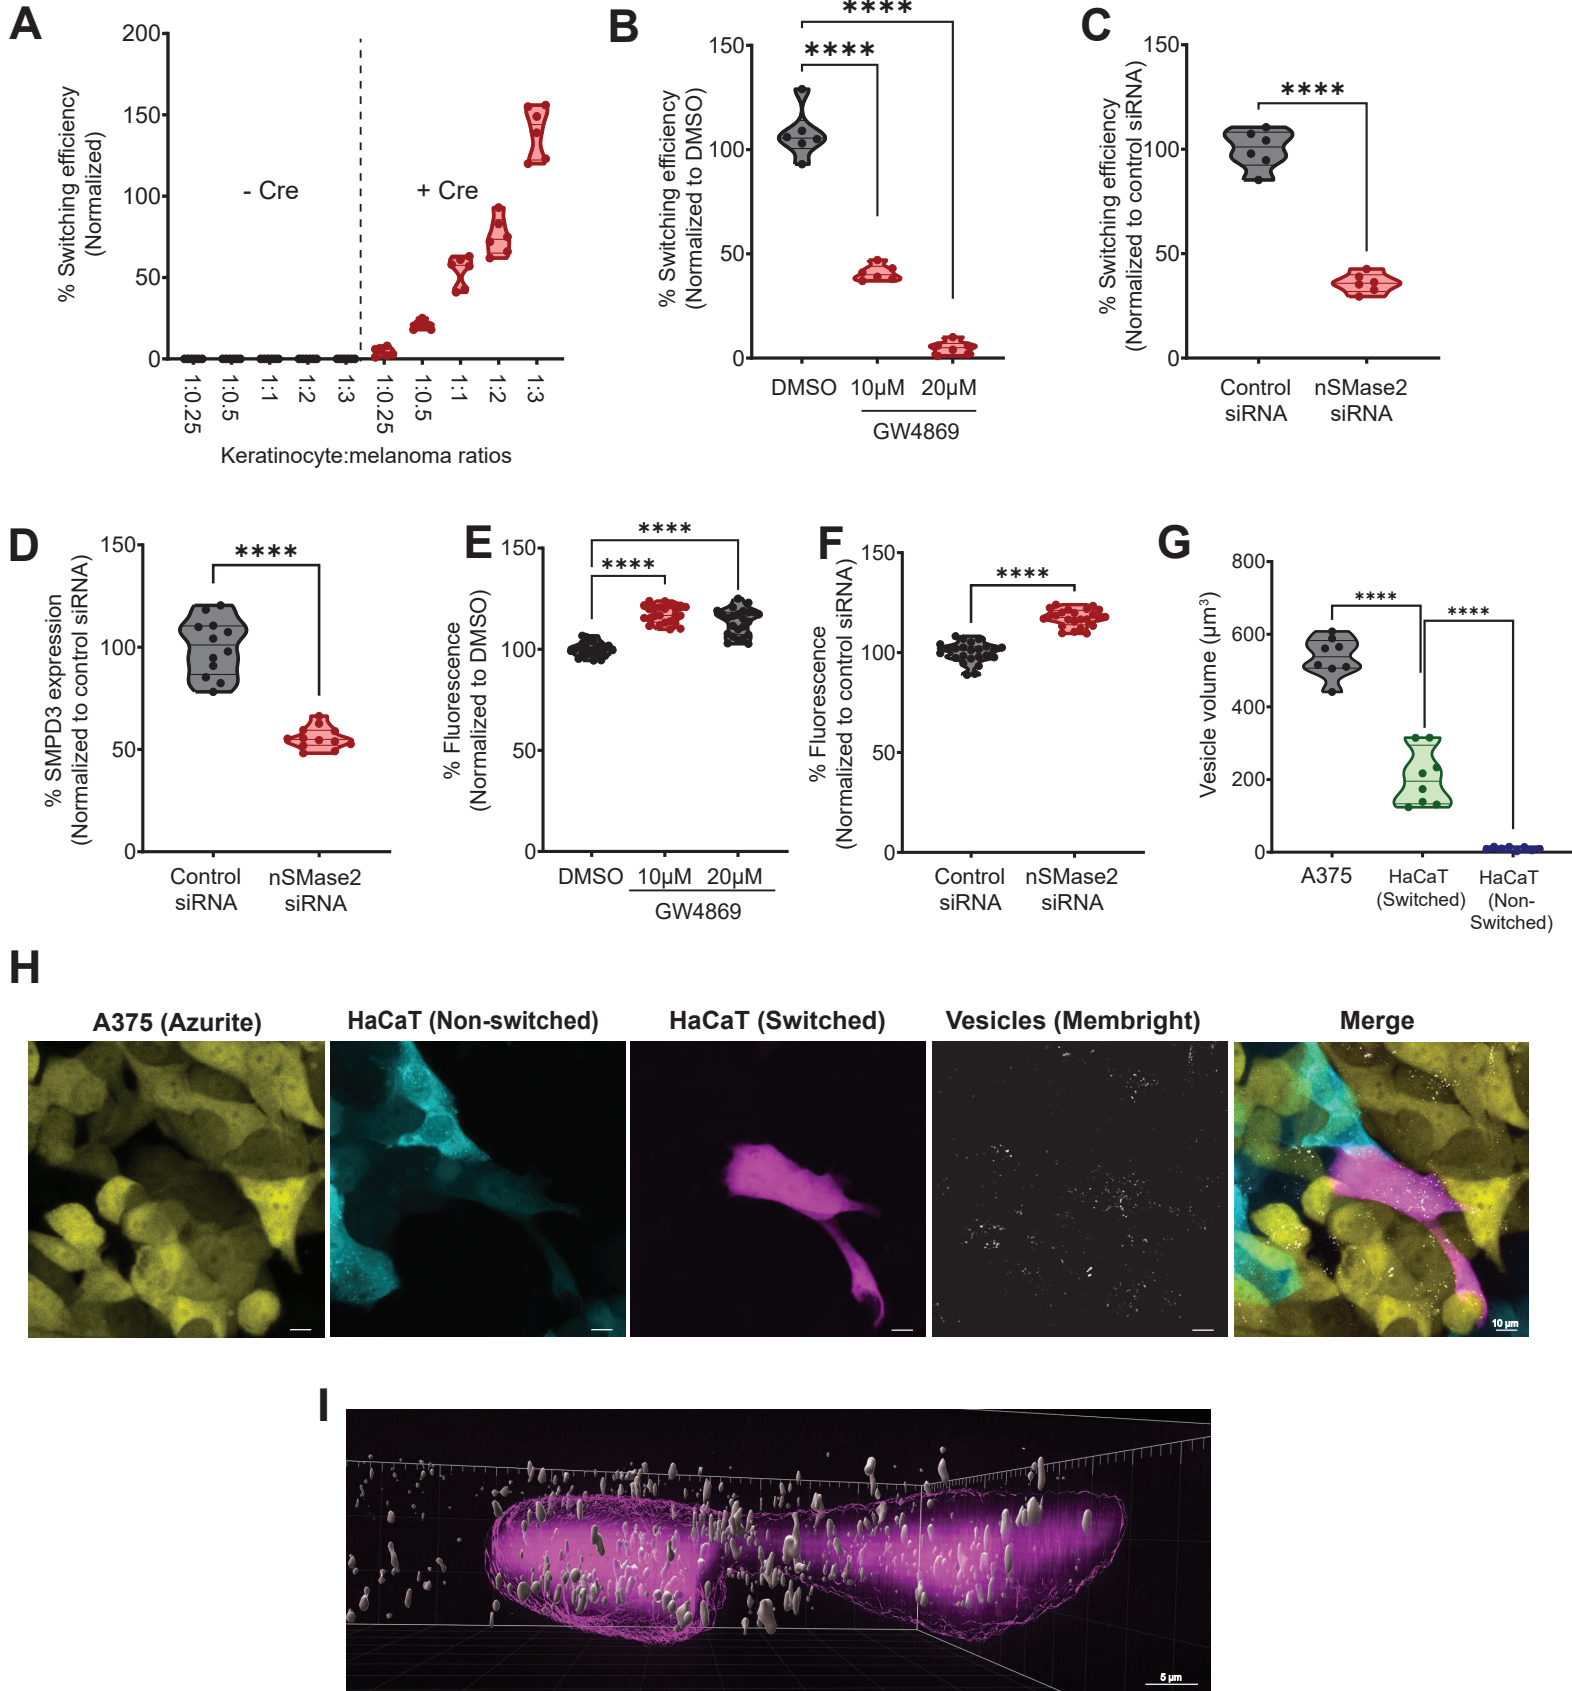 A
% Switching efficiency
(Normalized)
200
150
100
50
0
- Cre
+ Cre
1:0.25
1:0.5
1:1
1:2
1:3
1:0.25
1:0.5
1:1
1:2
1:3
Keratinocyte:melanoma ratios
B
% Switching efficiency
(Normalized to DMSO)
150
100
50
0
****
****
DMSO
10µM
20µM
GW4869
C
% Switching efficiency
(Normalized to control siRNA)
150
100
50
0
****
Control
siRNA
nSMase2
siRNA
D
% SMPD3 expression
(Normalized to control siRNA)
150
100
50
0
****
Control
siRNA
nSMase2
siRNA
E
% Fluorescence
(Normalized to DMSO)
150
100
50
0
****
****
DMSO
10µM
20µM
GW4869
F
% Fluorescence
(Normalized to control siRNA)
150
100
50
0
****
Control
siRNA
nSMase2
siRNA
G
Vesicle volume (µm³)
800
600
400
200
0
****
****
A375
HaCaT
(Switched)
HaCaT
(Non-
Switched)
H
A375 (Azurite)
HaCaT (Non-switched)
HaCaT (Switched)
Vesicles (Membright)
Merge
10 µm
I
5 µm